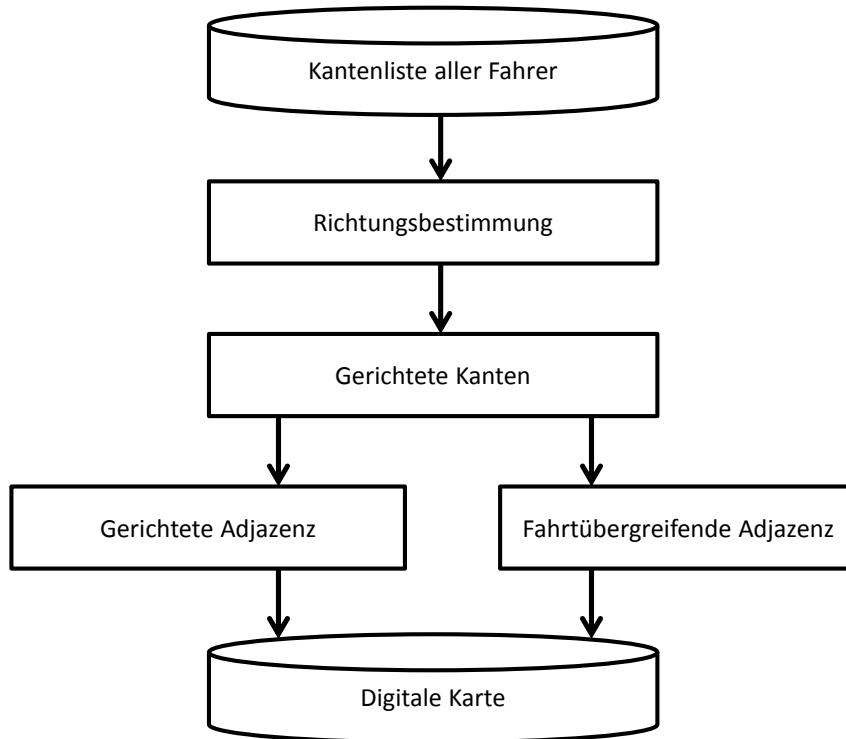 Kantenliste aller Fahrer
Richtungsbestimmung
Gerichtete Kanten
Gerichtete Adjazenz
Fahrtübergreifende Adjazenz
Digitale Karte